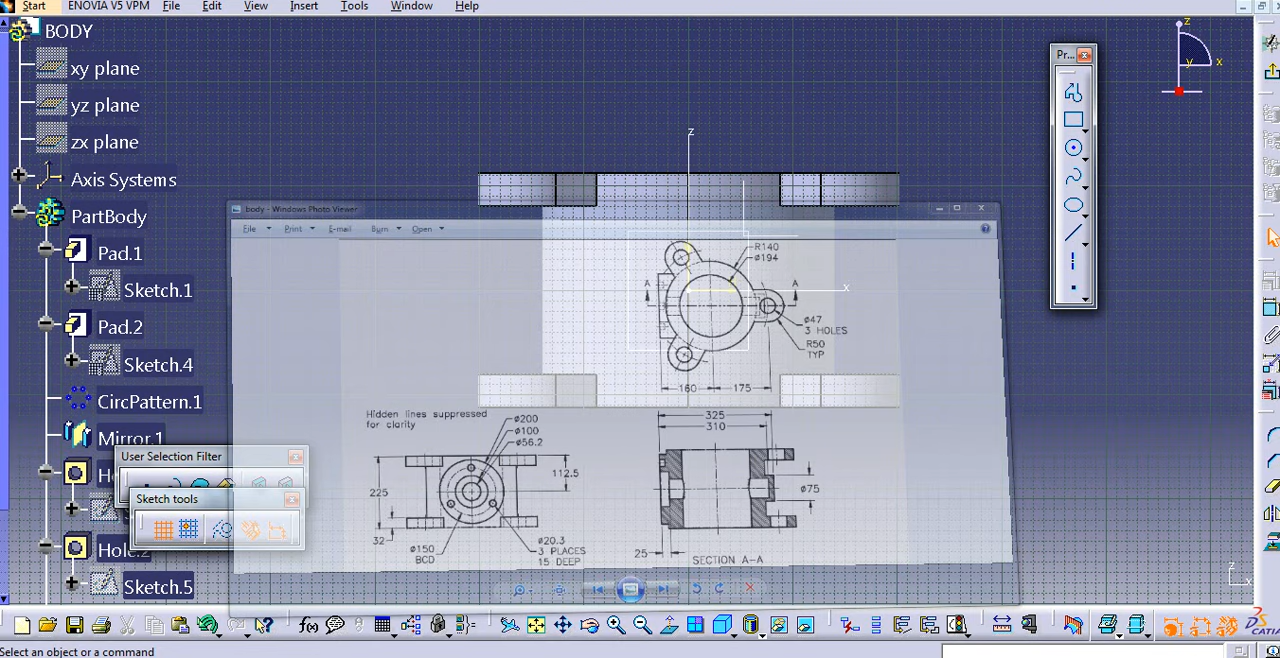 Start ENOVIA V5 VPM File Edit View Insert Tools Window Help
BODY
xy plane
yz plane
zx plane
Axis Systems
PartBody
Pad.1
Sketch.1
Pad.2
Sketch.4
CircPattern.1
Mirror.1
Hole.2
Sketch.5
User Selection Filter
Sketch tools
Pr...
z
y
x
z
x
body - Windows Photo Viewer
File Print E-mail Burn Open
R140
ø194
A A
ø47
3 HOLES
R50
TYP
160 175
Hidden lines suppressed
for clarity
ø200
ø100
ø56.2
112.5
225
32
ø150
BCD
ø20.3
3 PLACES
15 DEEP
325
310
ø75
25
SECTION A-A
z
x
f(x)
CATIA
Select an object or a command